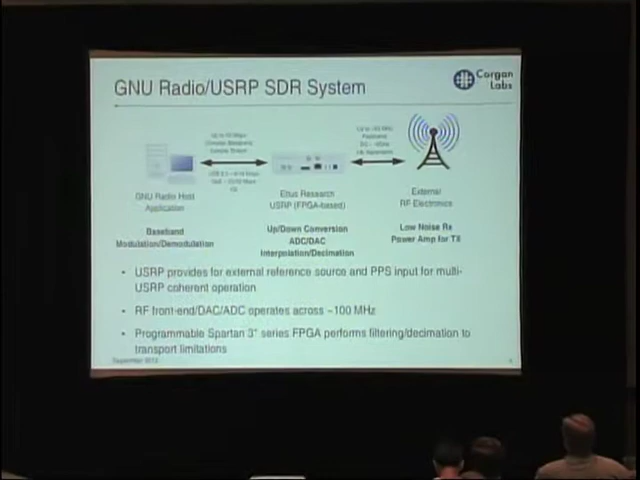 GNU Radio/USRP SDR System
Corgan
Labs
GNU Radio Host
Application
Ettus Research
USRP (FPGA-based)
External
RF Electronics
Baseband
Modulation/Demodulation
Up/Down Conversion
ADC/DAC
Interpolation/Decimation
Low Noise Rx
Power Amp for TX
• USRP provides for external reference source and PPS input for multi-
USRP coherent operation
• RF front-end/DAC/ADC operates across ~100 MHz
• Programmable Spartan 3* series FPGA performs filtering/decimation to
transport limitations